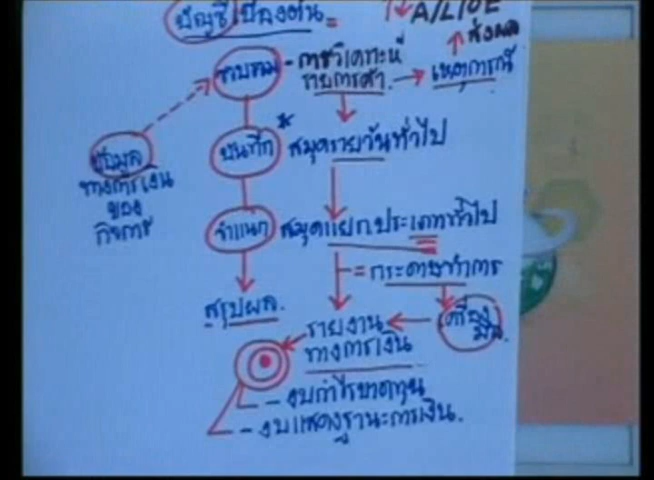 บัญชีเบื้องต้น = ↑↓ A/L/OE
↑ ส่งผล
รวบรวม - การวิเคราะห์
รายการค้า → เหตุการณ์
บันทึก * สมุดรายวันทั่วไป
ข้อมูล
ทางการเงิน
ของ
กิจการ
จำแนก สมุดแยกประเภททั่วไป
= กระดาษทำการ
สรุปผล.
รายงาน ← เครื่อง
ทางการเงิน มือ.
- งบกำไรขาดทุน
- งบแสดงฐานะการเงิน.